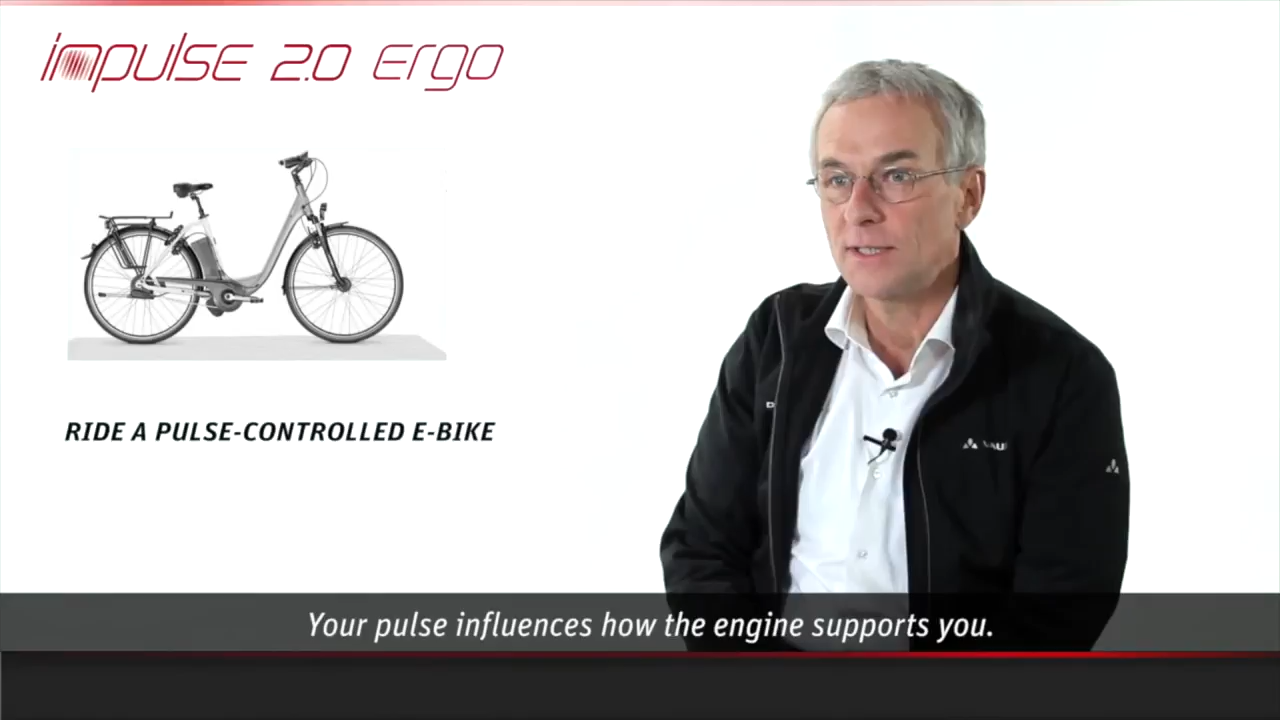 impulse 2.0 ergo
RIDE A PULSE-CONTROLLED E-BIKE
Your pulse influences how the engine supports you.